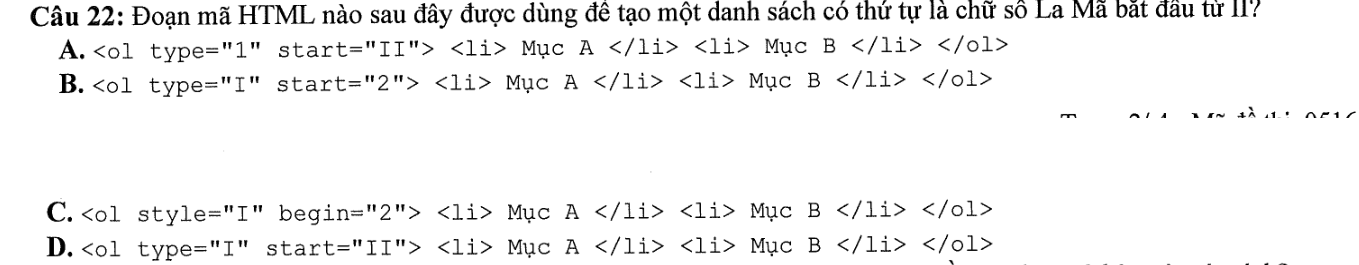 Câu 22: Đoạn mã HTML nào sau đây được dùng để tạo một danh sách có thứ tự là chữ số La Mã bắt đầu từ II?
A. <ol type="1" start="II"> <li> Mục A </li> <li> Mục B </li> </ol>
B. <ol type="I" start="2"> <li> Mục A </li> <li> Mục B </li> </ol>
C. <ol style="I" begin="2"> <li> Mục A </li> <li> Mục B </li> </ol>
D. <ol type="I" start="II"> <li> Mục A </li> <li> Mục B </li> </ol>